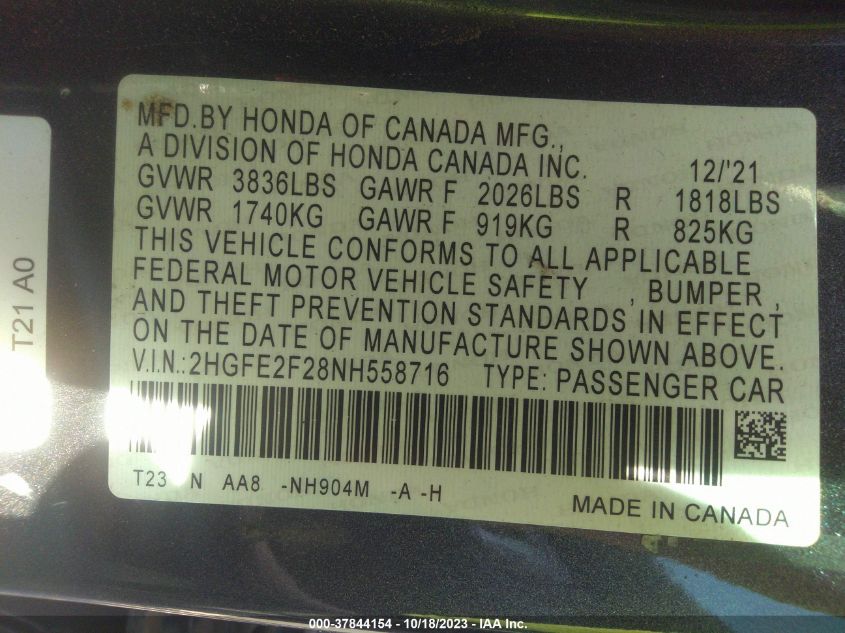 MFD.BY HONDA OF CANADA MFG.,
A DIVISION OF HONDA CANADA INC. 12/'21
GVWR 3836LBS GAWR F 2026LBS R 1818LBS
GVWR 1740KG GAWR F 919KG R 825KG
THIS VEHICLE CONFORMS TO ALL APPLICABLE
FEDERAL MOTOR VEHICLE SAFETY , BUMPER ,
AND THEFT PREVENTION STANDARDS IN EFFECT
ON THE DATE OF MANUFACTURE SHOWN ABOVE.
V.I.N.:2HGFE2F28NH558716 TYPE: PASSENGER CAR
T23 N AA8 -NH904M -A -H
MADE IN CANADA
T21 A0
000-37844154 - 10/18/2023 - IAA Inc.